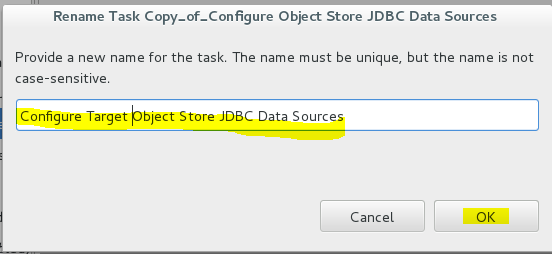 Rename Task Copy_of_Configure Object Store JDBC Data Sources
Provide a new name for the task. The name must be unique, but the name is not
case-sensitive.
Configure Target Object Store JDBC Data Sources
Cancel
OK